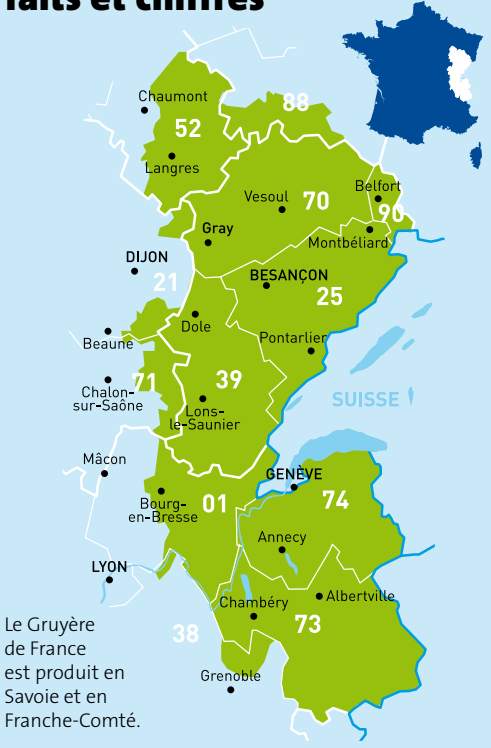 faits et chiffres
Chaumont
88
52
Langres
Belfort
Vesoul
70
90
Gray
Montbéliard
DIJON
BESANÇON
21
25
Dole
Beaune
Pontarlier
71
39
Chalon-
sur-Saône
SUISSE
Lons-
le-Saunier
Mâcon
GENÈVE
01
74
Bourg-
en-Bresse
Annecy
LYON
Chambéry
Albertville
73
38
Le Gruyère
de France
est produit en
Savoie et en
Franche-Comté.
Grenoble